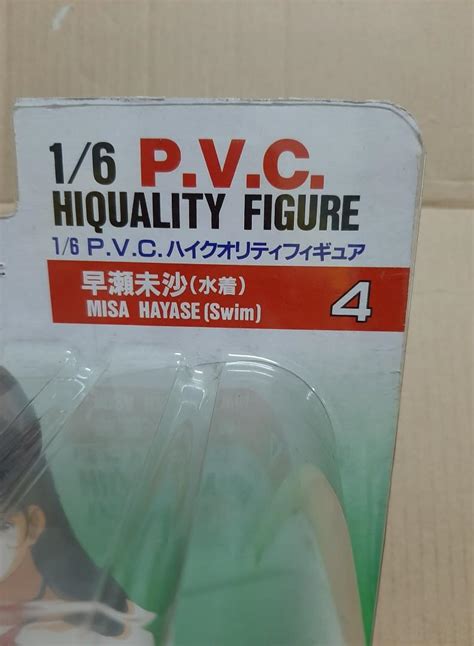 1/6 P.V.C.
HIQUALITY FIGURE
1/6 P.V.C.ハイクオリティフィギュア
早瀬未沙(水着)
MISA HAYASE(Swim) 4